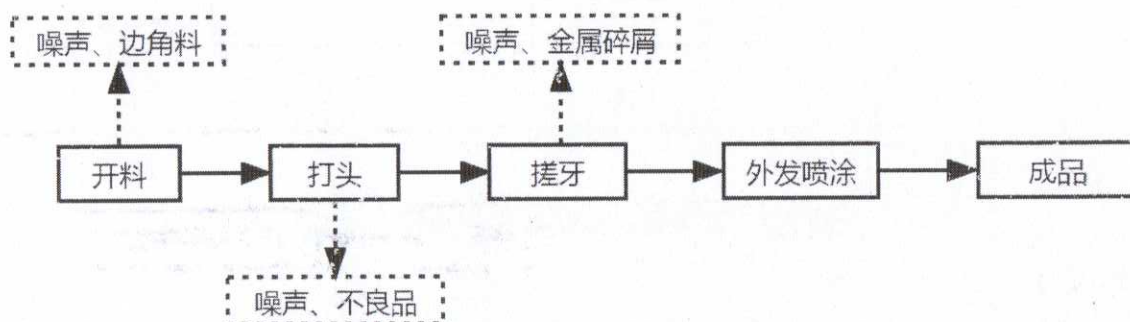 噪声、边角料
噪声、金属碎屑
开料
打头
搓牙
外发喷涂
成品
噪声、不良品